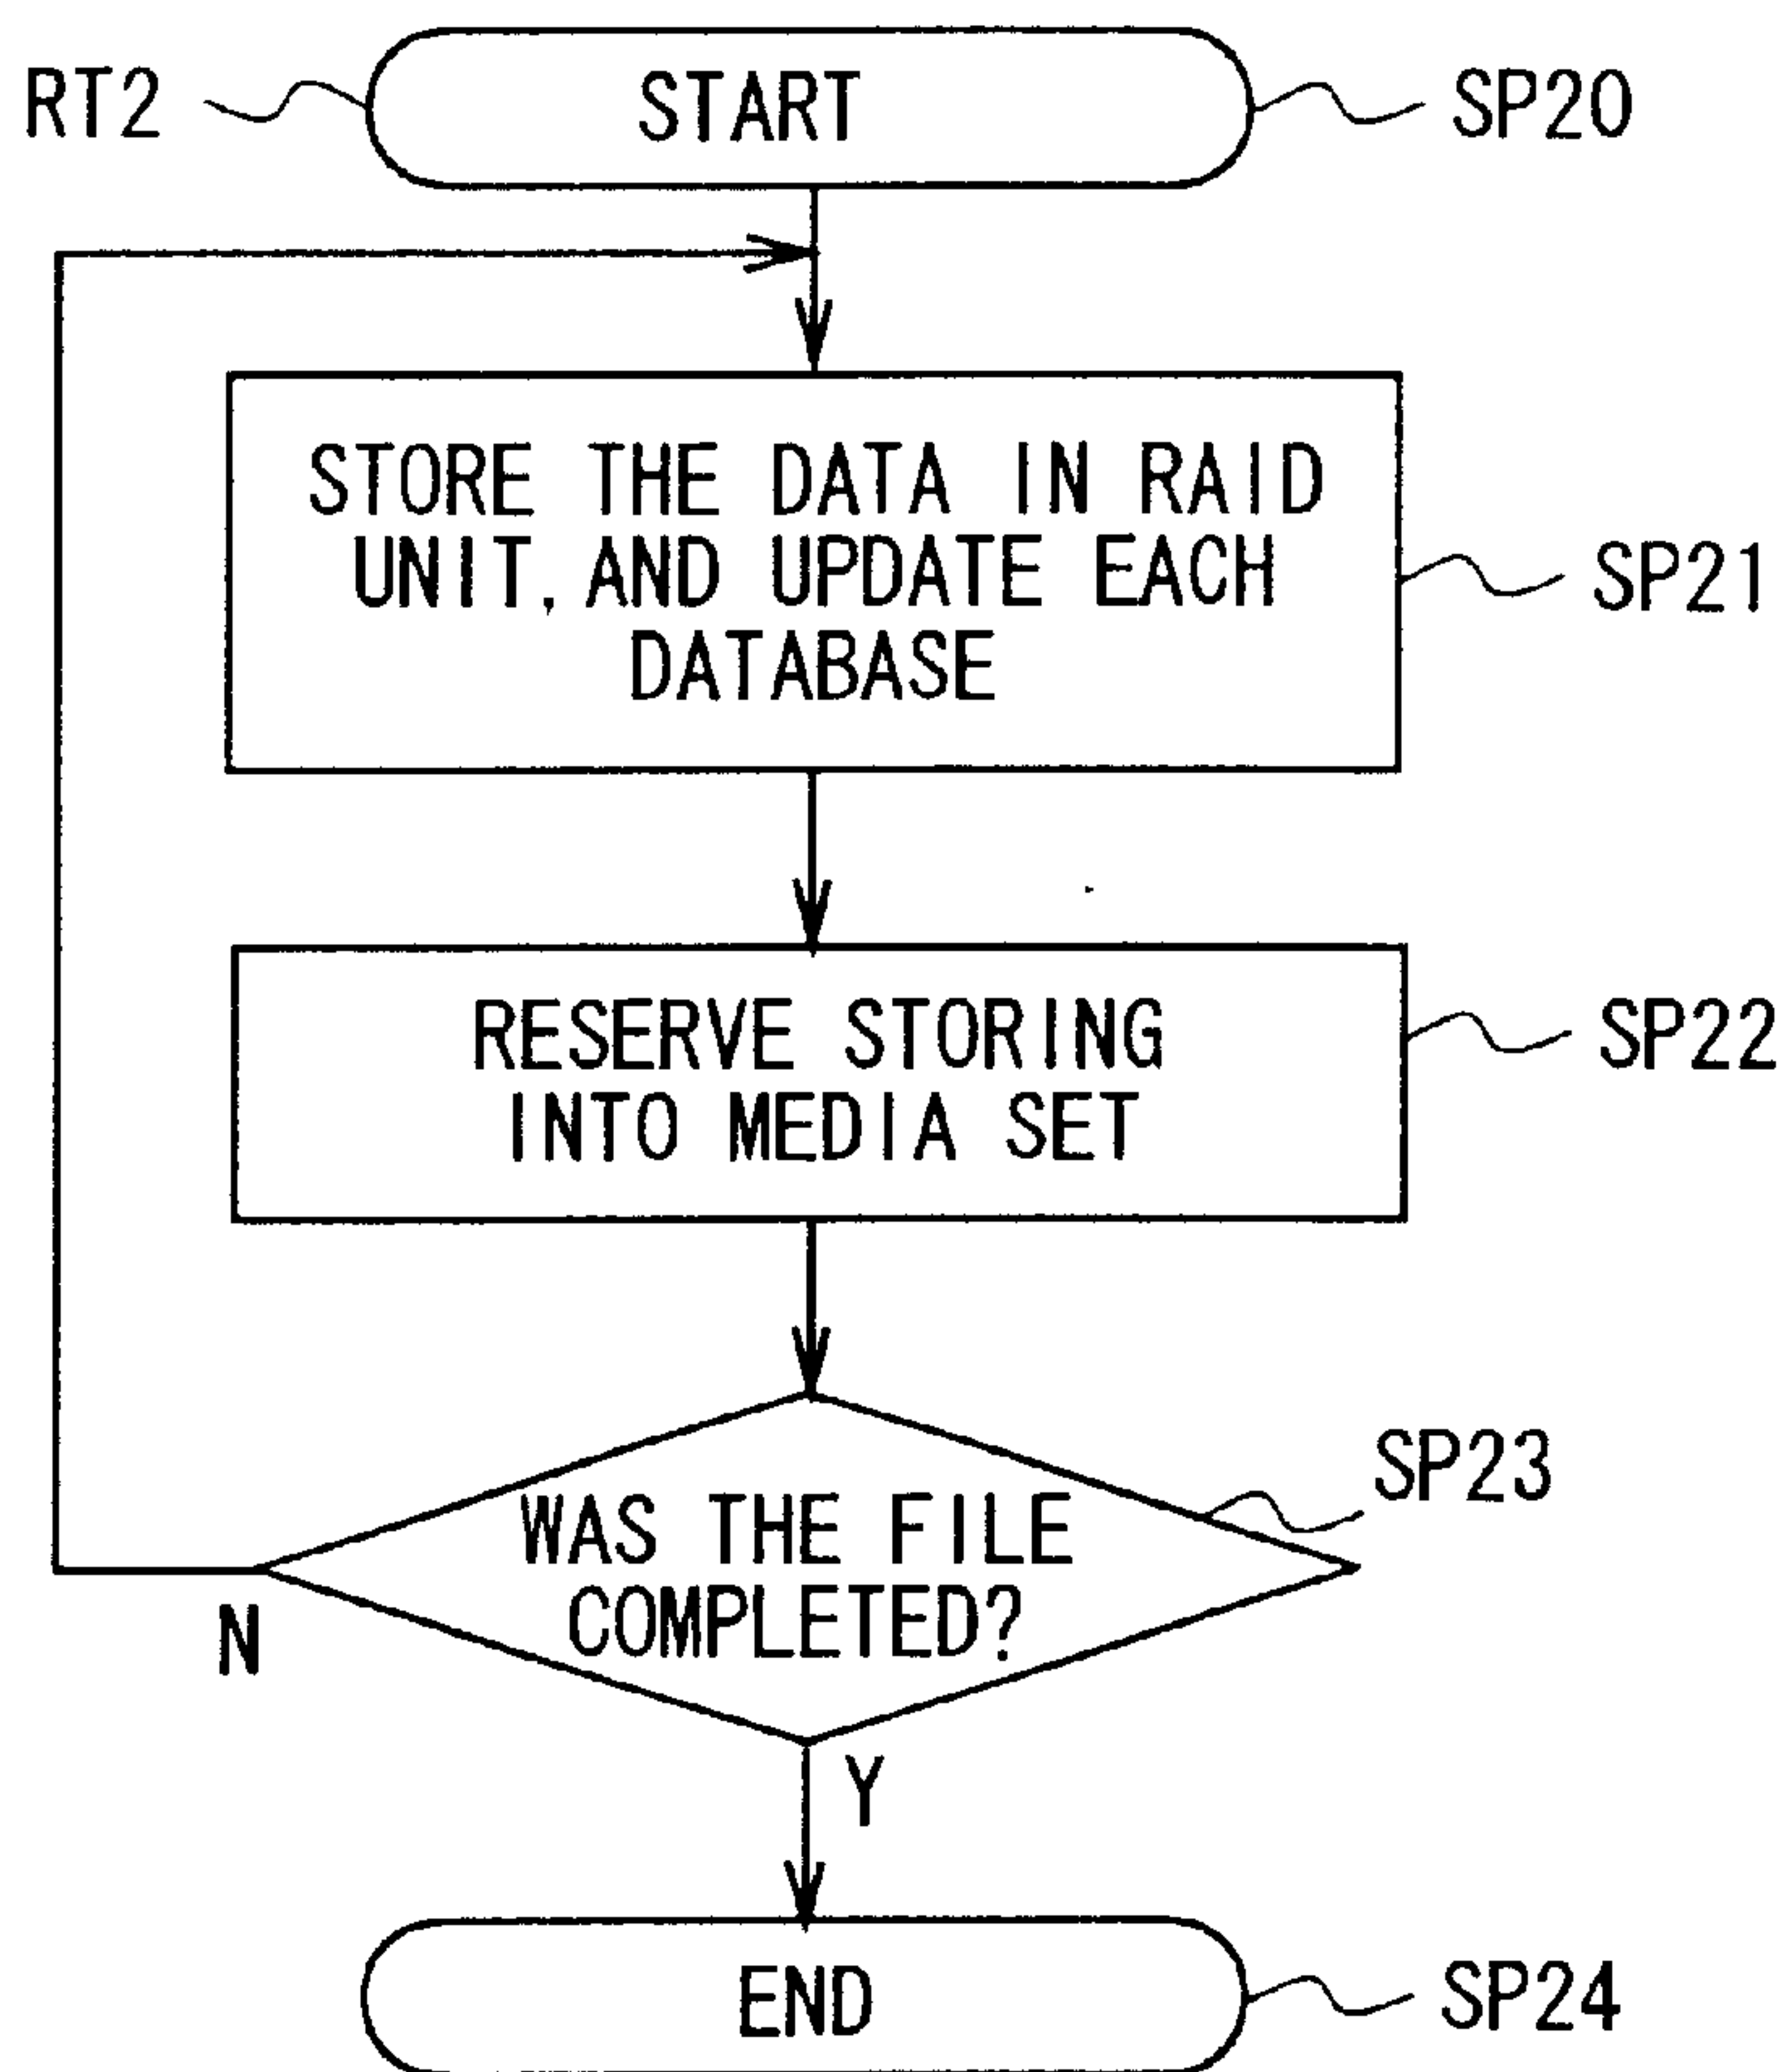 RT2
START
SP20
STORE THE DATA IN RAID
UNIT, AND UPDATE EACH
DATABASE
SP21
RESERVE STORING
INTO MEDIA SET
SP22
SP23
WAS THE FILE
COMPLETED?
N
Y
END
SP24